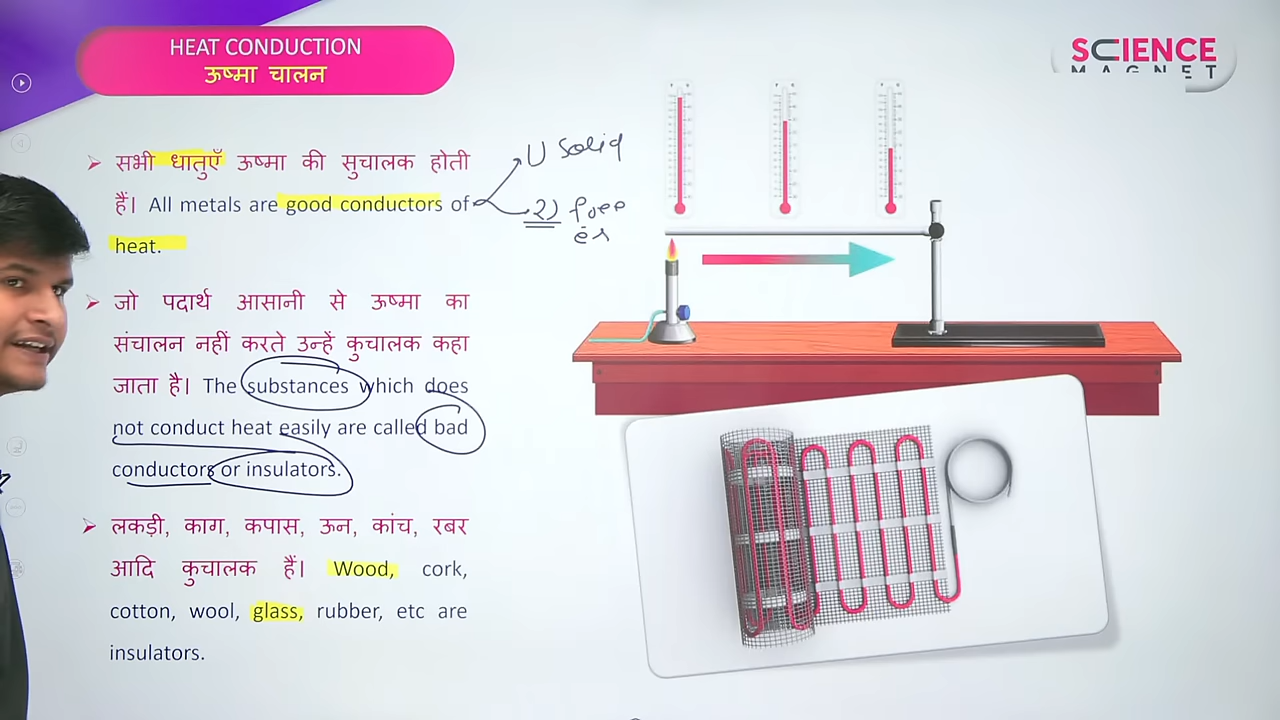 HEAT CONDUCTION
ऊष्मा चालन
SCIENCE
MAGNET
सभी धातुएँ ऊष्मा की सुचालक होती
हैं। All metals are good conductors of
heat.
1) Solid
2) free
es
जो पदार्थ आसानी से ऊष्मा का
संचालन नहीं करते उन्हें कुचालक कहा
जाता है। The substances which does
not conduct heat easily are called bad
conductors or insulators.
लकड़ी, काग, कपास, ऊन, कांच, रबर
आदि कुचालक हैं। Wood, cork,
cotton, wool, glass, rubber, etc are
insulators.